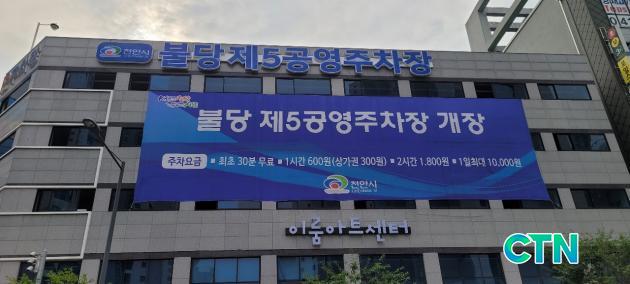 천안시 불당제5공영주차장
불당 제5공영주차장 개장
주차요금 ▪최초 30분 무료 ▪1시간 600원(상가권 300원) ▪2시간 1.800원 ▪1일최대 10.000원
천안시
이룸아트센터
CTN